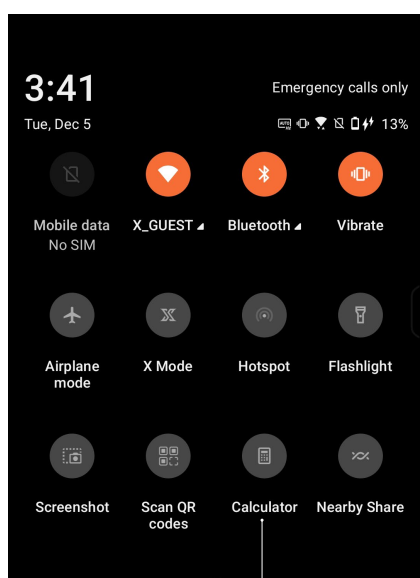 3:41
Emergency calls only
Tue, Dec 5
13%
Mobile data
No SIM
X_GUEST
Bluetooth
Vibrate
Airplane
mode
X Mode
Hotspot
Flashlight
Screenshot
Scan QR
codes
Calculator
Nearby Share